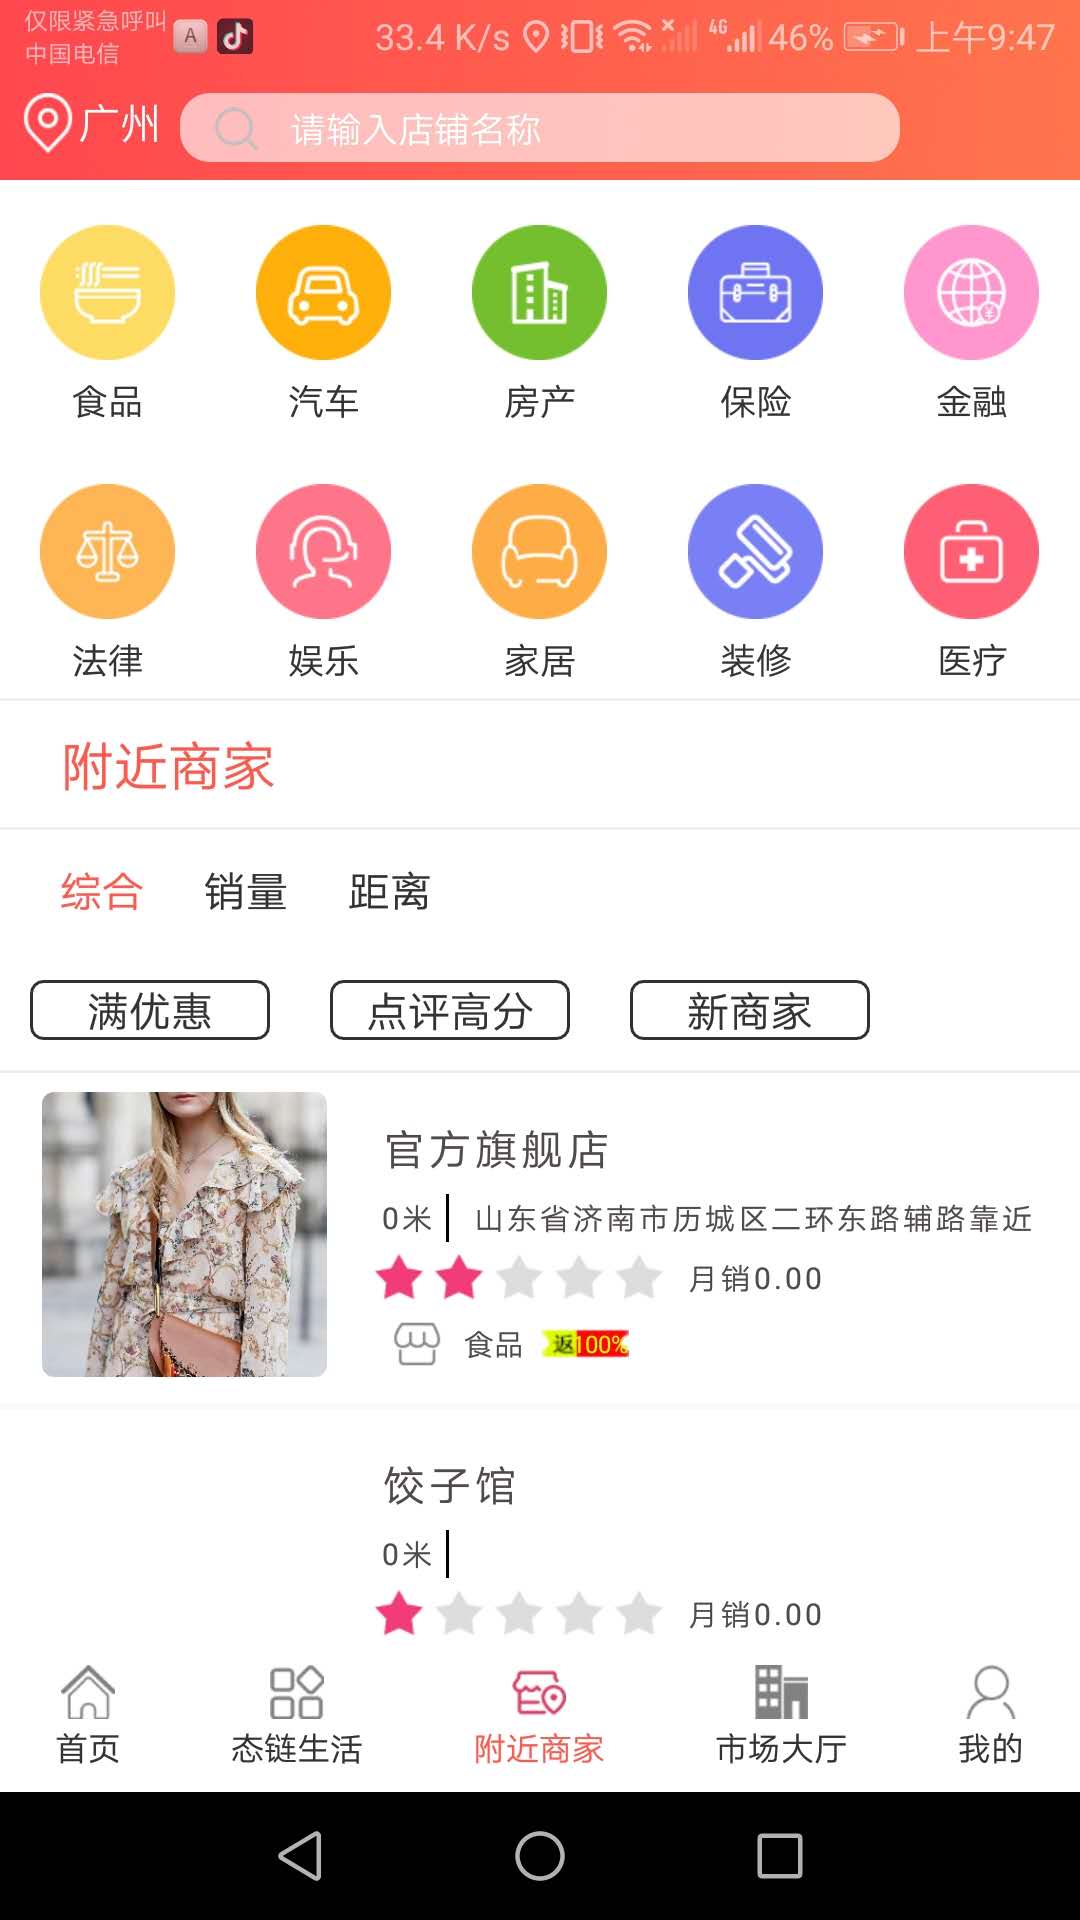 仅限紧急呼叫
中国电信
A
33.4 K/s
4G
46%
上午9:47
广州
请输入店铺名称
食品
汽车
房产
保险
金融
法律
娱乐
家居
装修
医疗
附近商家
综合
销量
距离
满优惠
点评高分
新商家
官方旗舰店
0米
山东省济南市历城区二环东路辅路靠近
月销0.00
食品
返100%
饺子馆
0米
月销0.00
首页
态链生活
附近商家
市场大厅
我的